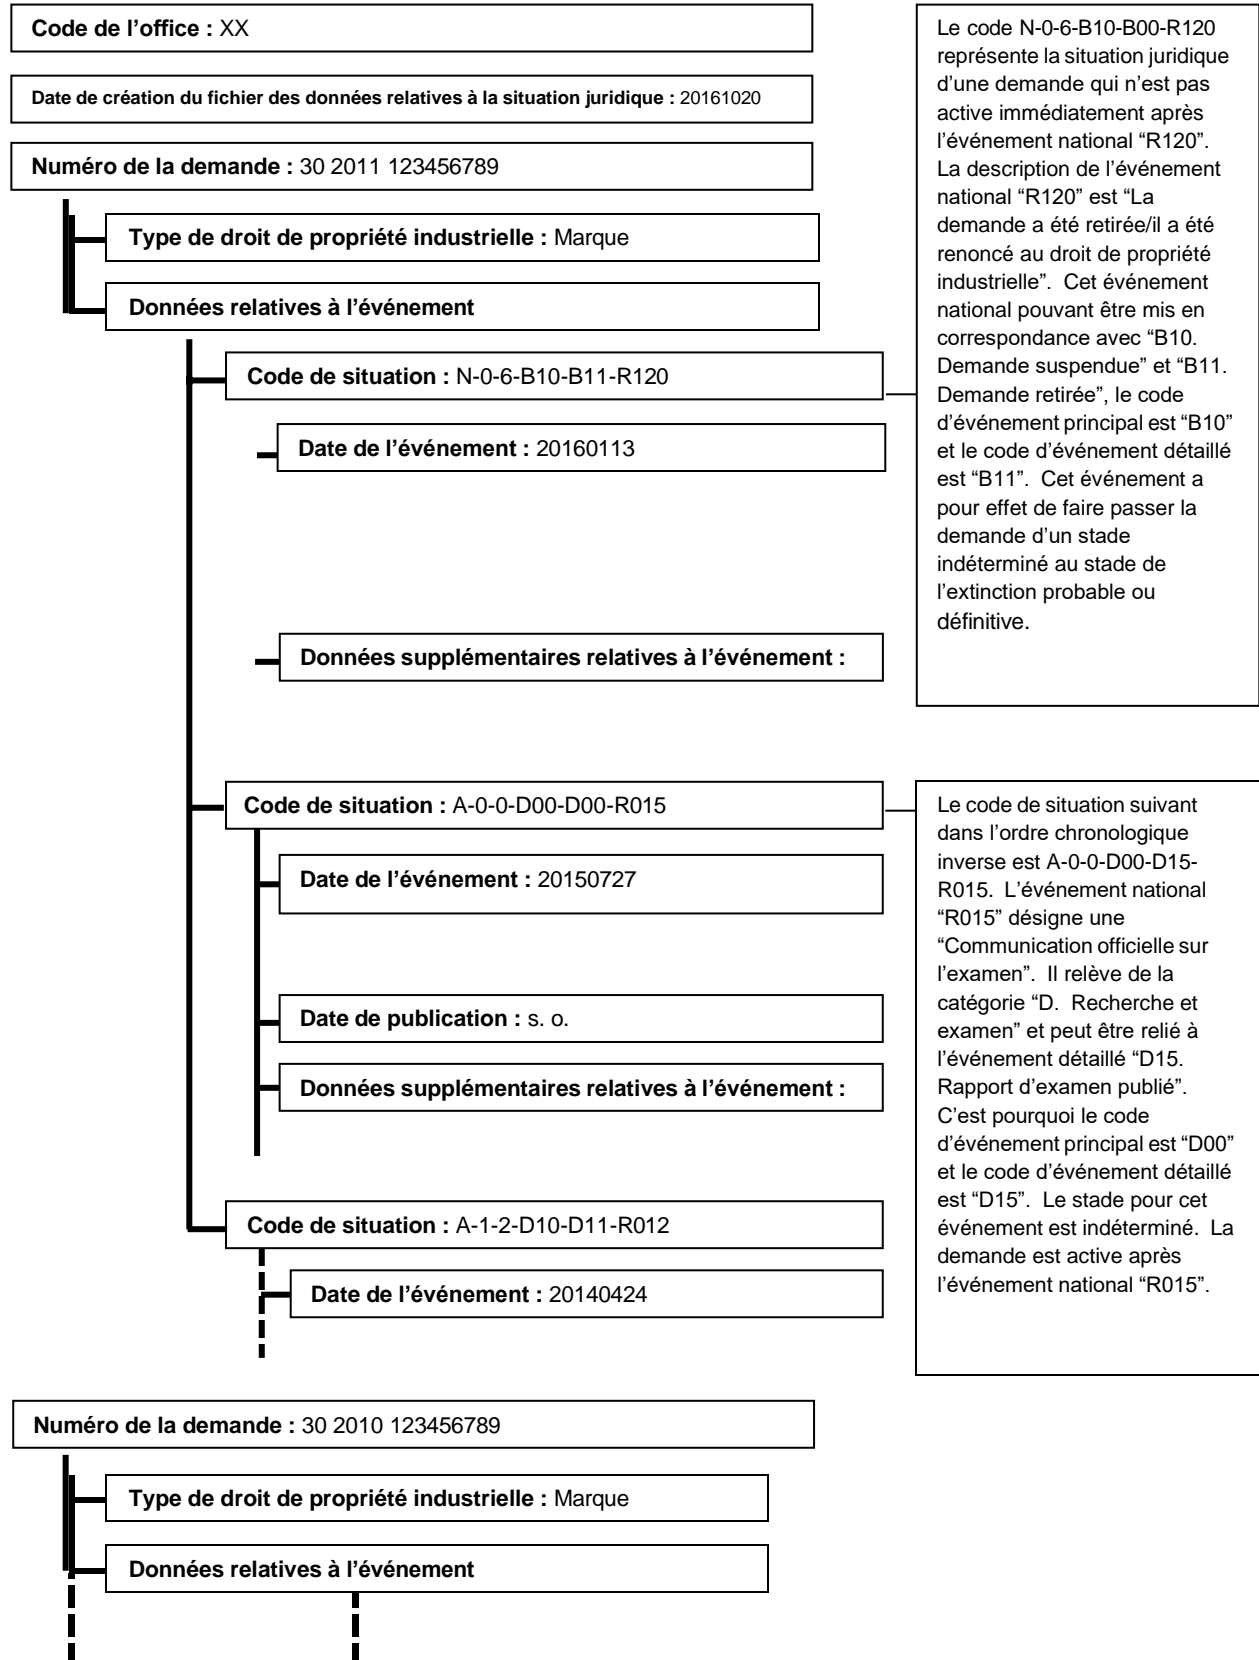 Code de l’office : XX
Date de création du fichier des données relatives à la situation juridique : 20161020
Numéro de la demande : 30 2011 123456789
Type de droit de propriété industrielle : Marque
Données relatives à l’événement
Code de situation : N-0-6-B10-B11-R120
Date de l’événement : 20160113
Données supplémentaires relatives à l’événement :
Le code N-0-6-B10-B00-R120
représente la situation juridique
d’une demande qui n’est pas
active immédiatement après
l’événement national “R120”.
La description de l’événement
national “R120” est “La
demande a été retirée/il a été
renoncé au droit de propriété
industrielle”. Cet événement
national pouvant être mis en
correspondance avec “B10.
Demande suspendue” et “B11.
Demande retirée”, le code
d’événement principal est “B10”
et le code d’événement détaillé
est “B11”. Cet événement a
pour effet de faire passer la
demande d’un stade
indéterminé au stade de
l’extinction probable ou
définitive.
Code de situation : A-0-0-D00-D00-R015
Date de l’événement : 20150727
Date de publication : s. o.
Données supplémentaires relatives à l’événement :
Le code de situation suivant
dans l’ordre chronologique
inverse est A-0-0-D00-D15-
R015. L’événement national
“R015” désigne une
“Communication officielle sur
l’examen”. Il relève de la
catégorie “D. Recherche et
examen” et peut être relié à
l’événement détaillé “D15.
Rapport d’examen publié”.
C’est pourquoi le code
d’événement principal est “D00”
et le code d’événement détaillé
est “D15”. Le stade pour cet
événement est indéterminé. La
demande est active après
l’événement national “R015”.
Code de situation : A-1-2-D10-D11-R012
Date de l’événement : 20140424
Numéro de la demande : 30 2010 123456789
Type de droit de propriété industrielle : Marque
Données relatives à l’événement